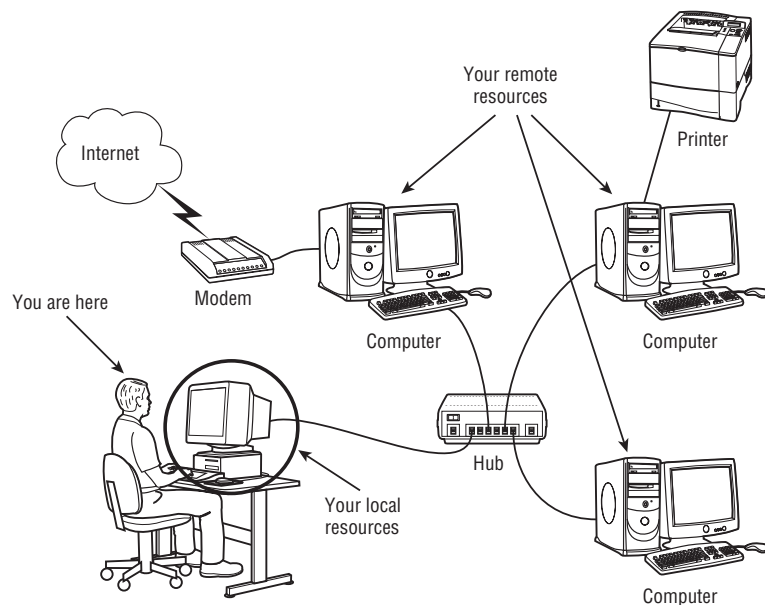 Your remote
resources
Printer
Internet
Modem
Computer
Computer
You are here
Hub
Your local
resources
Computer